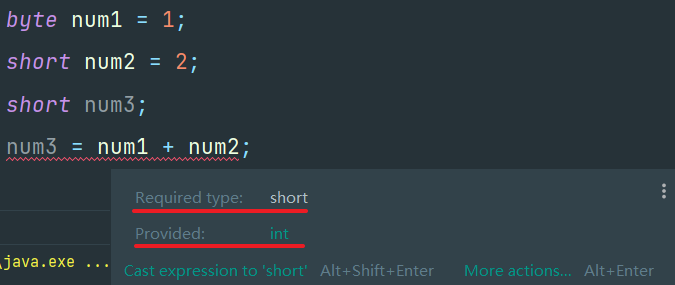 byte num1 = 1;
short num2 = 2;
short num3;
num3 = num1 + num2;
Required type: short
Provided: int
\java.exe ...
Cast expression to 'short' Alt+Shift+Enter More actions... Alt+Enter